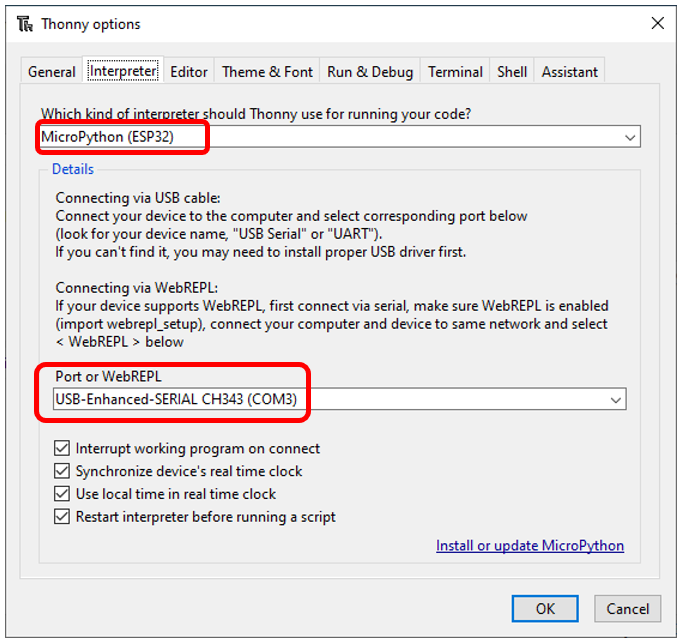 Thonny options
General Interpreter Editor Theme & Font Run & Debug Terminal Shell Assistant
Which kind of interpreter should Thonny use for running your code?
MicroPython (ESP32)
Details
Connecting via USB cable:
Connect your device to the computer and select corresponding port below
(look for your device name, "USB Serial" or "UART").
If you can't find it, you may need to install proper USB driver first.
Connecting via WebREPL:
If your device supports WebREPL, first connect via serial, make sure WebREPL is enabled
(import webrepl_setup), connect your computer and device to same network and select
< WebREPL > below
Port or WebREPL
USB-Enhanced-SERIAL CH343 (COM3)
Interrupt working program on connect
Synchronize device's real time clock
Use local time in real time clock
Restart interpreter before running a script
Install or update MicroPython
OK Cancel